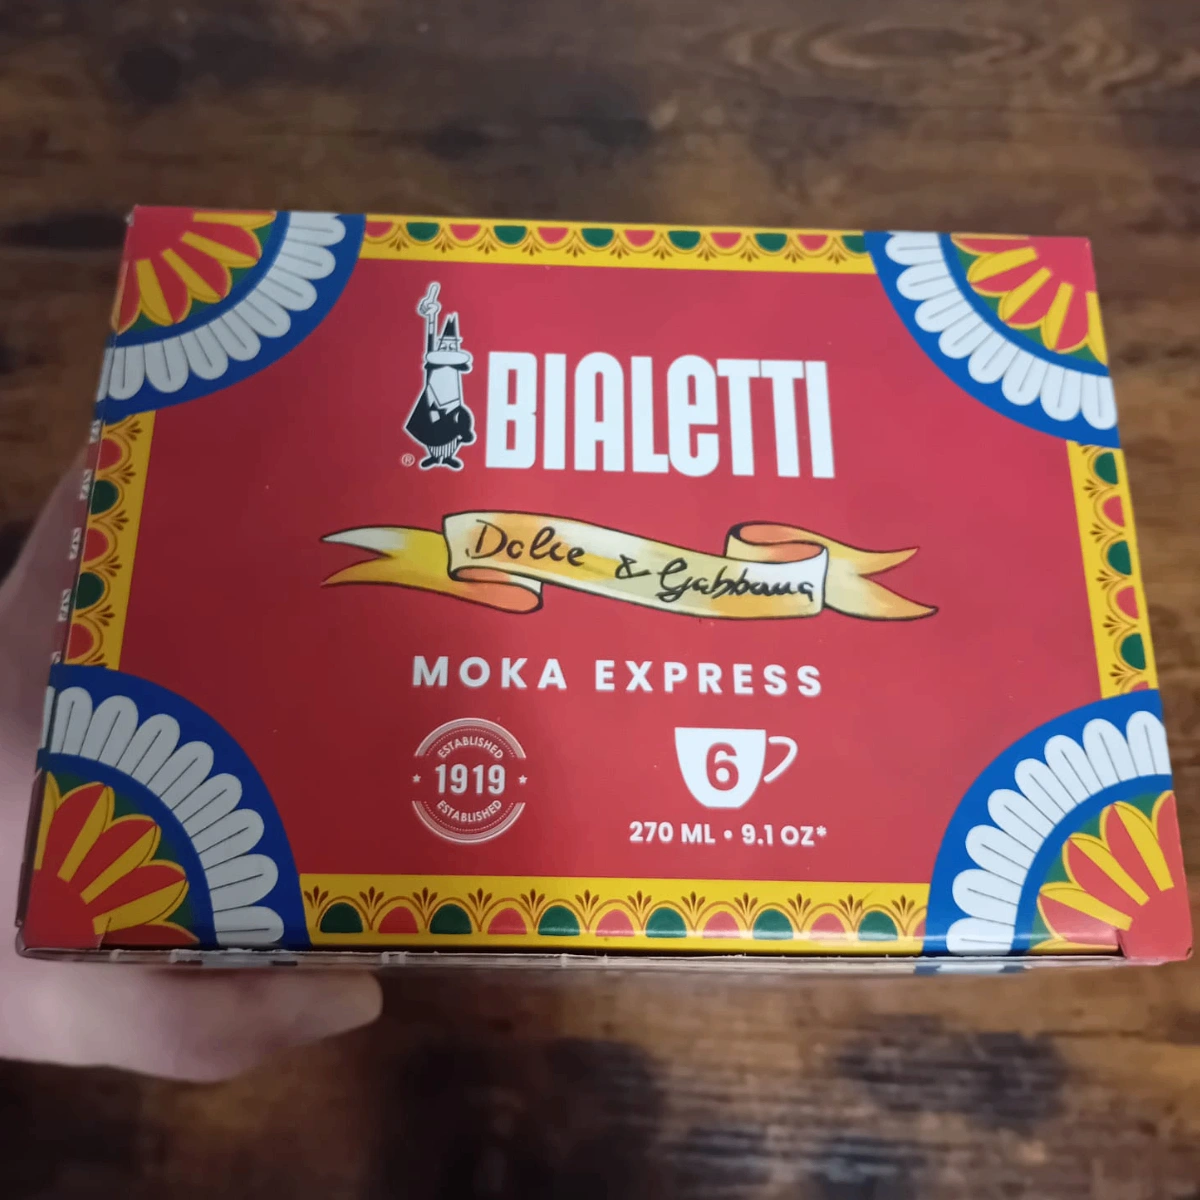 BIALETTI
®
Dolce & Gabbana
MOKA EXPRESS
ESTABLISHED
1919
ESTABLISHED
6
270 ML • 9.1 OZ*